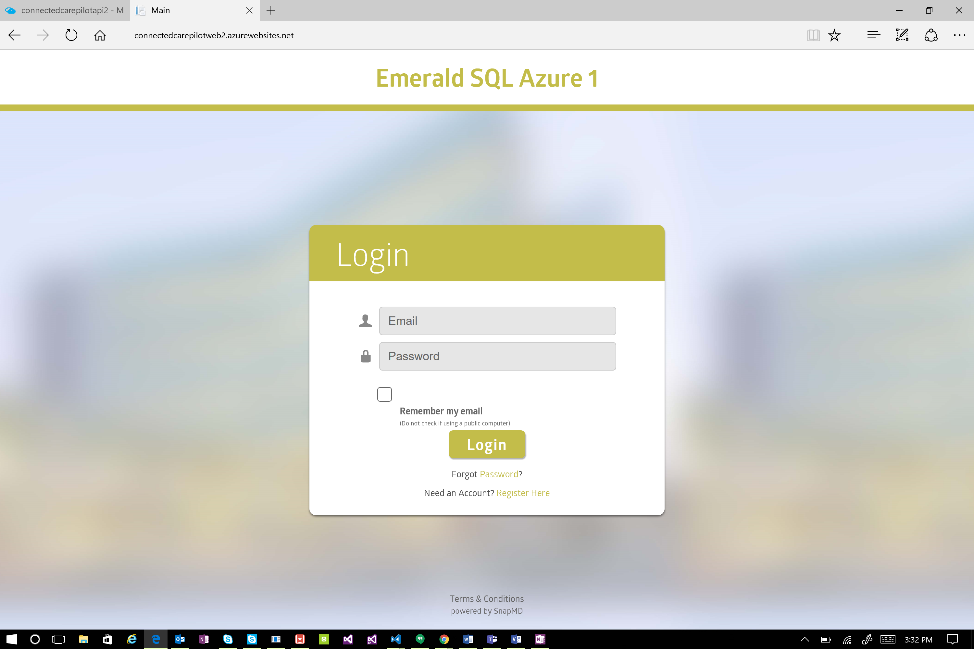 connectedcarepilotapi2 - M
Main
connectedcarepilotweb2.azurewebsites.net
Emerald SQL Azure 1
Login
Email
Password
Remember my email
(Do not check if using a public computer)
Login
Forgot Password?
Need an Account? Register Here
Terms & Conditions
powered by SnapMD
3:32 PM